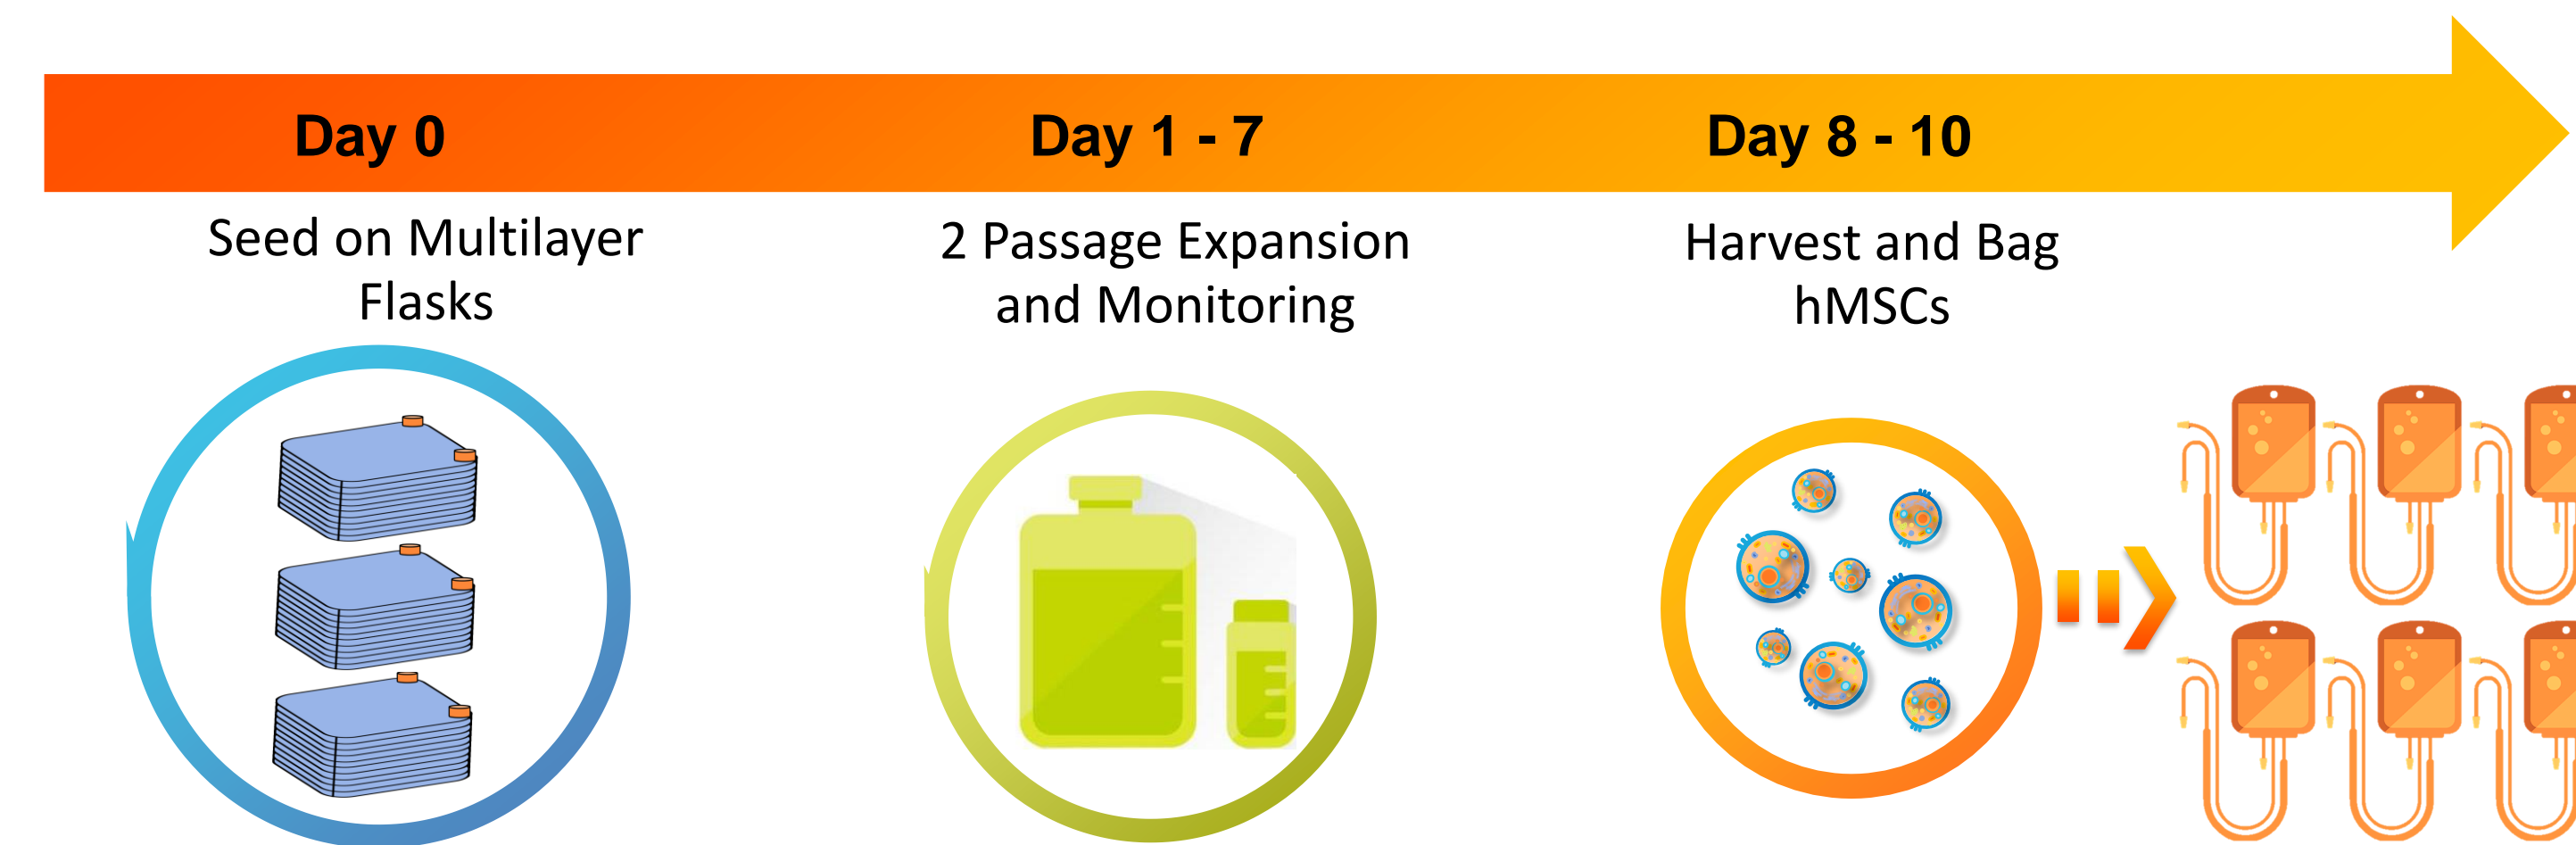 Day 0
Seed on Multilayer
Flasks
Day 1 - 7
2 Passage Expansion
and Monitoring
Day 8 - 10
Harvest and Bag
hMSCs